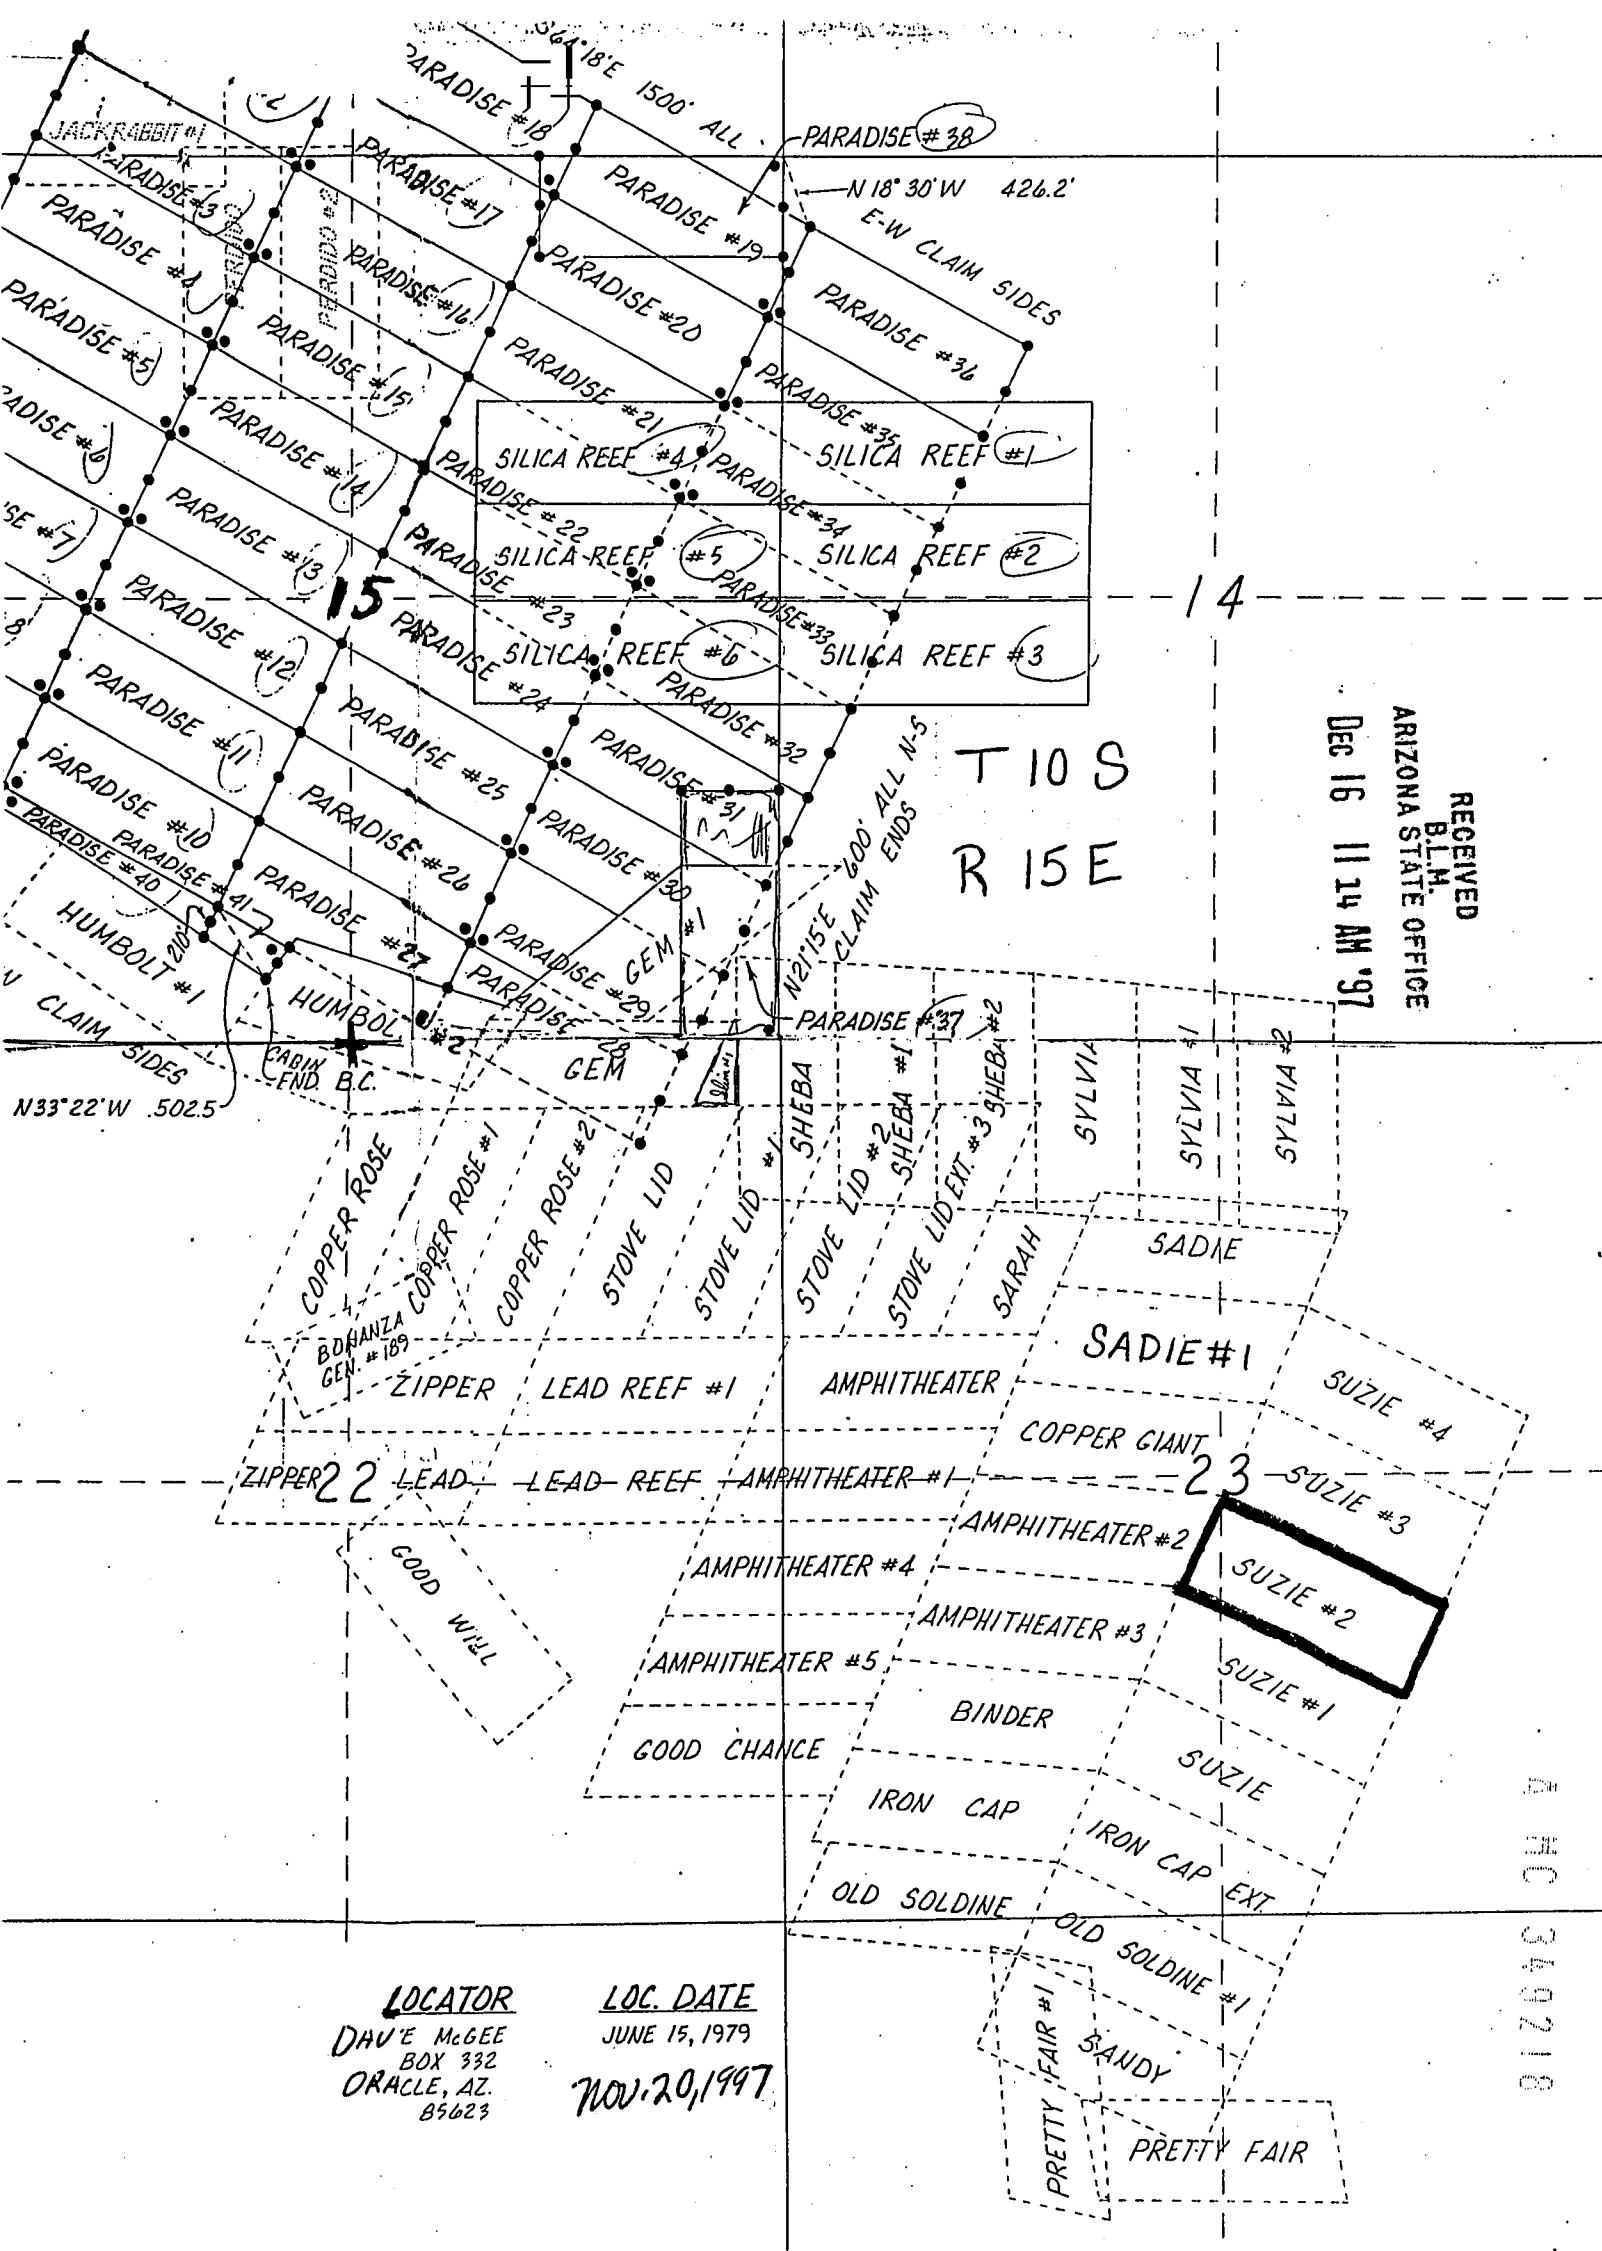 S64°18'E 1500' ALL
E-W CLAIM SIDES
PARADISE #18
PARADISE #38
N 18° 30' W 426.2'
JACKRABBIT #1
PARADISE #3
PARADISE #17
PARADISE #19
PARADISE #4
PERDIDO #2
PARADISE #16
PARADISE #20
PARADISE #36
PARADISE #5
PARADISE #15
PARADISE #21
PARADISE #35
#6
PARADISE #14
SILICA REEF #4
SILICA REEF #1
PARADISE #22
PARADISE #34
#7
PARADISE #13
SILICA REEF #5
SILICA REEF #2
PARADISE #23
PARADISE #33
15
14
8
PARADISE #12
PARADISE #24
SILICA REEF #6
SILICA REEF #3
PARADISE #11
PARADISE #25
PARADISE #32
T 10 S
R 15 E
RECEIVED
B.L.M.
ARIZONA STATE OFFICE
DEC 16 11 14 AM '97
PARADISE #10
PARADISE #26
PARADISE #31
PARADISE #40
PARADISE #41
PARADISE #27
PARADISE #30
N21°15'E 600' ALL N-S
CLAIM ENDS
HUMBOLT #1
210'
PARADISE #29
GEM #1
CLAIM SIDES
HUMBOL #2
PARADISE 28
PARADISE #37
N33°22'W 502.5
CABIN
END. B.C.
GEM
SHEBA
SHEBA #1
SHEBA #2
SYLVIA
SYLVIA #1
SYLVIA #2
COPPER ROSE
COPPER ROSE #1
COPPER ROSE #2
STOVE LID
STOVE LID #1
STOVE LID #2
STOVE LID EXT. #3
SARAH
SADIE
BONANZA
GEN. #189
SADIE #1
SUZIE #4
ZIPPER
LEAD REEF #1
AMPHITHEATER
COPPER GIANT
ZIPPER
22
LEAD
LEAD REEF
AMPHITHEATER #1
23
SUZIE #3
GOOD WILL
AMPHITHEATER #4
AMPHITHEATER #2
SUZIE #2
AMPHITHEATER #3
AMPHITHEATER #5
SUZIE #1
BINDER
GOOD CHANCE
SUZIE
IRON CAP
IRON CAP EXT.
OLD SOLDINE
OLD SOLDINE #1
SANDY
PRETTY FAIR #1
PRETTY FAIR
LOCATOR
DAVE McGEE
BOX 332
ORACLE, AZ.
85623
LOC. DATE
JUNE 15, 1979
NOV. 20, 1997
A MC 349218